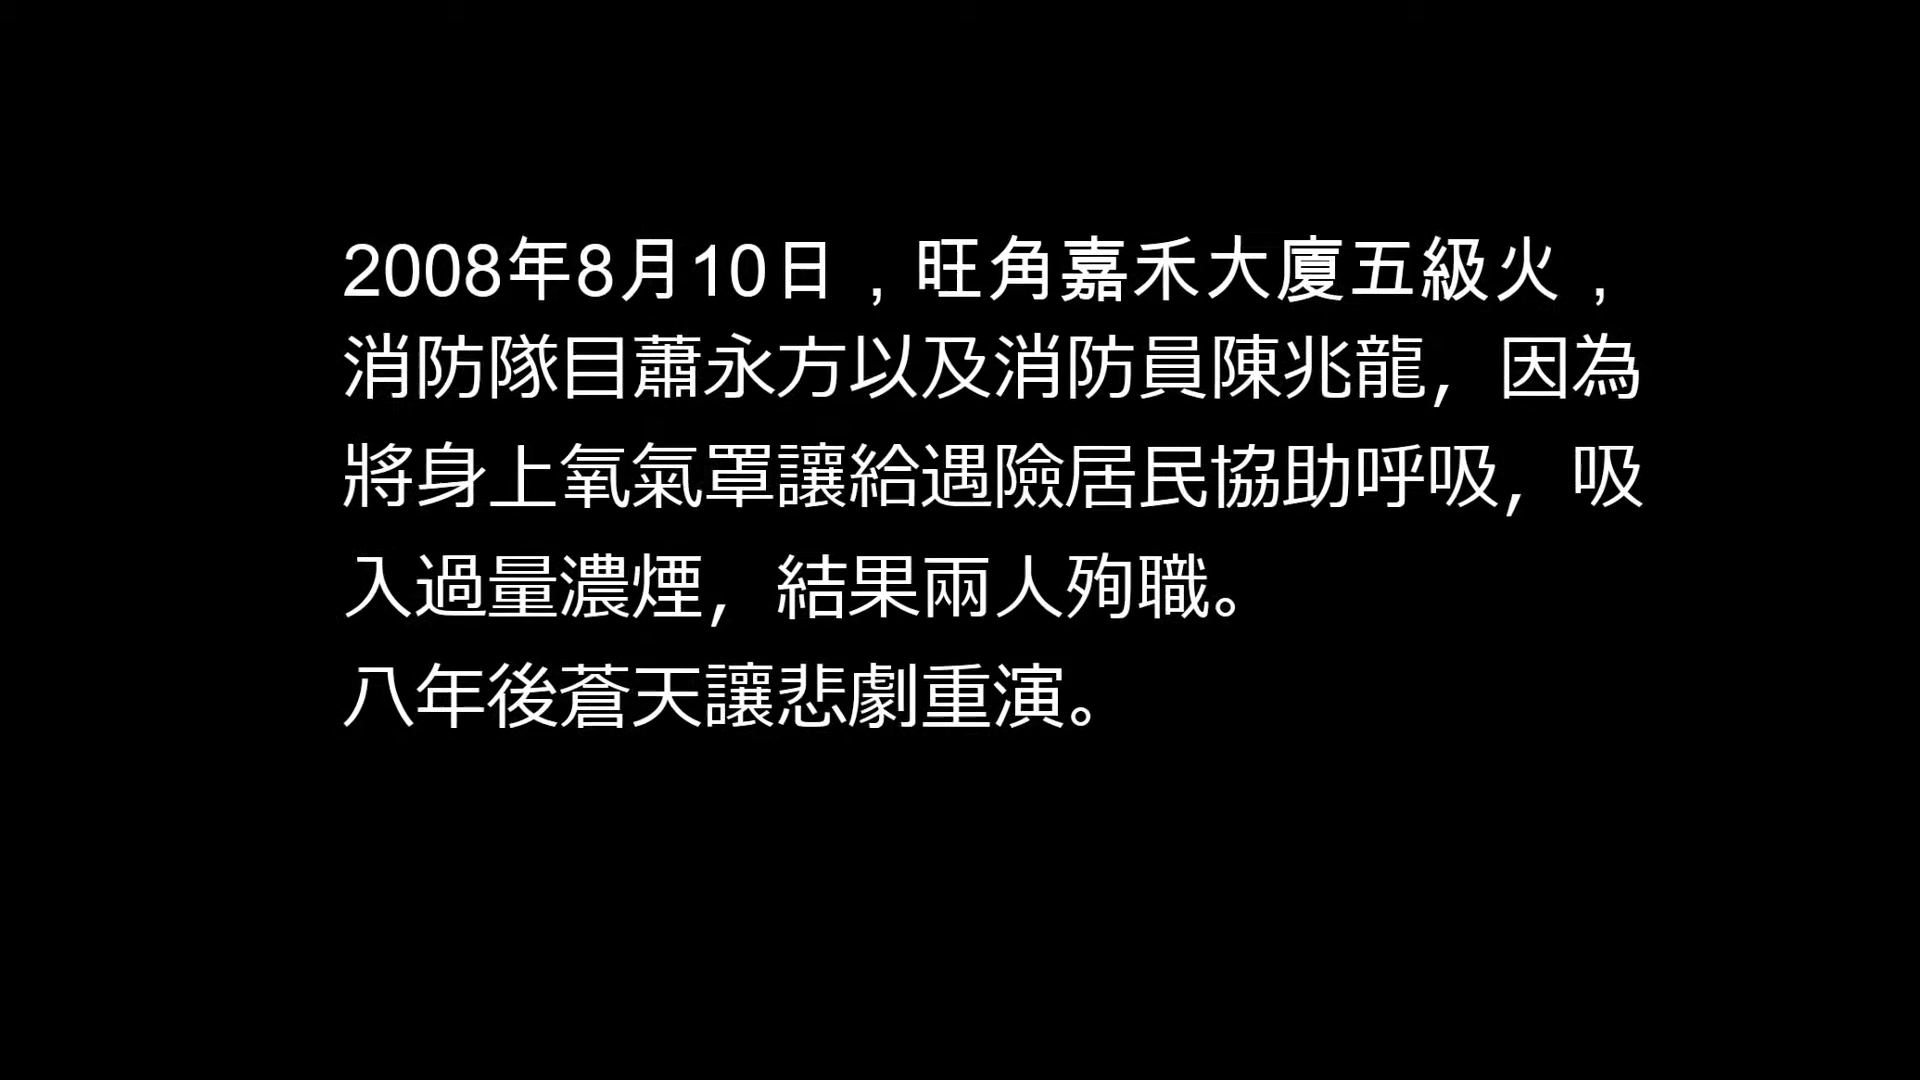 2008年8月10日，旺角嘉禾大廈五級火，
消防隊目蕭永方以及消防員陳兆龍，因為
將身上氧氣罩讓給遇險居民協助呼吸，吸
入過量濃煙，結果兩人殉職。
八年後蒼天讓悲劇重演。